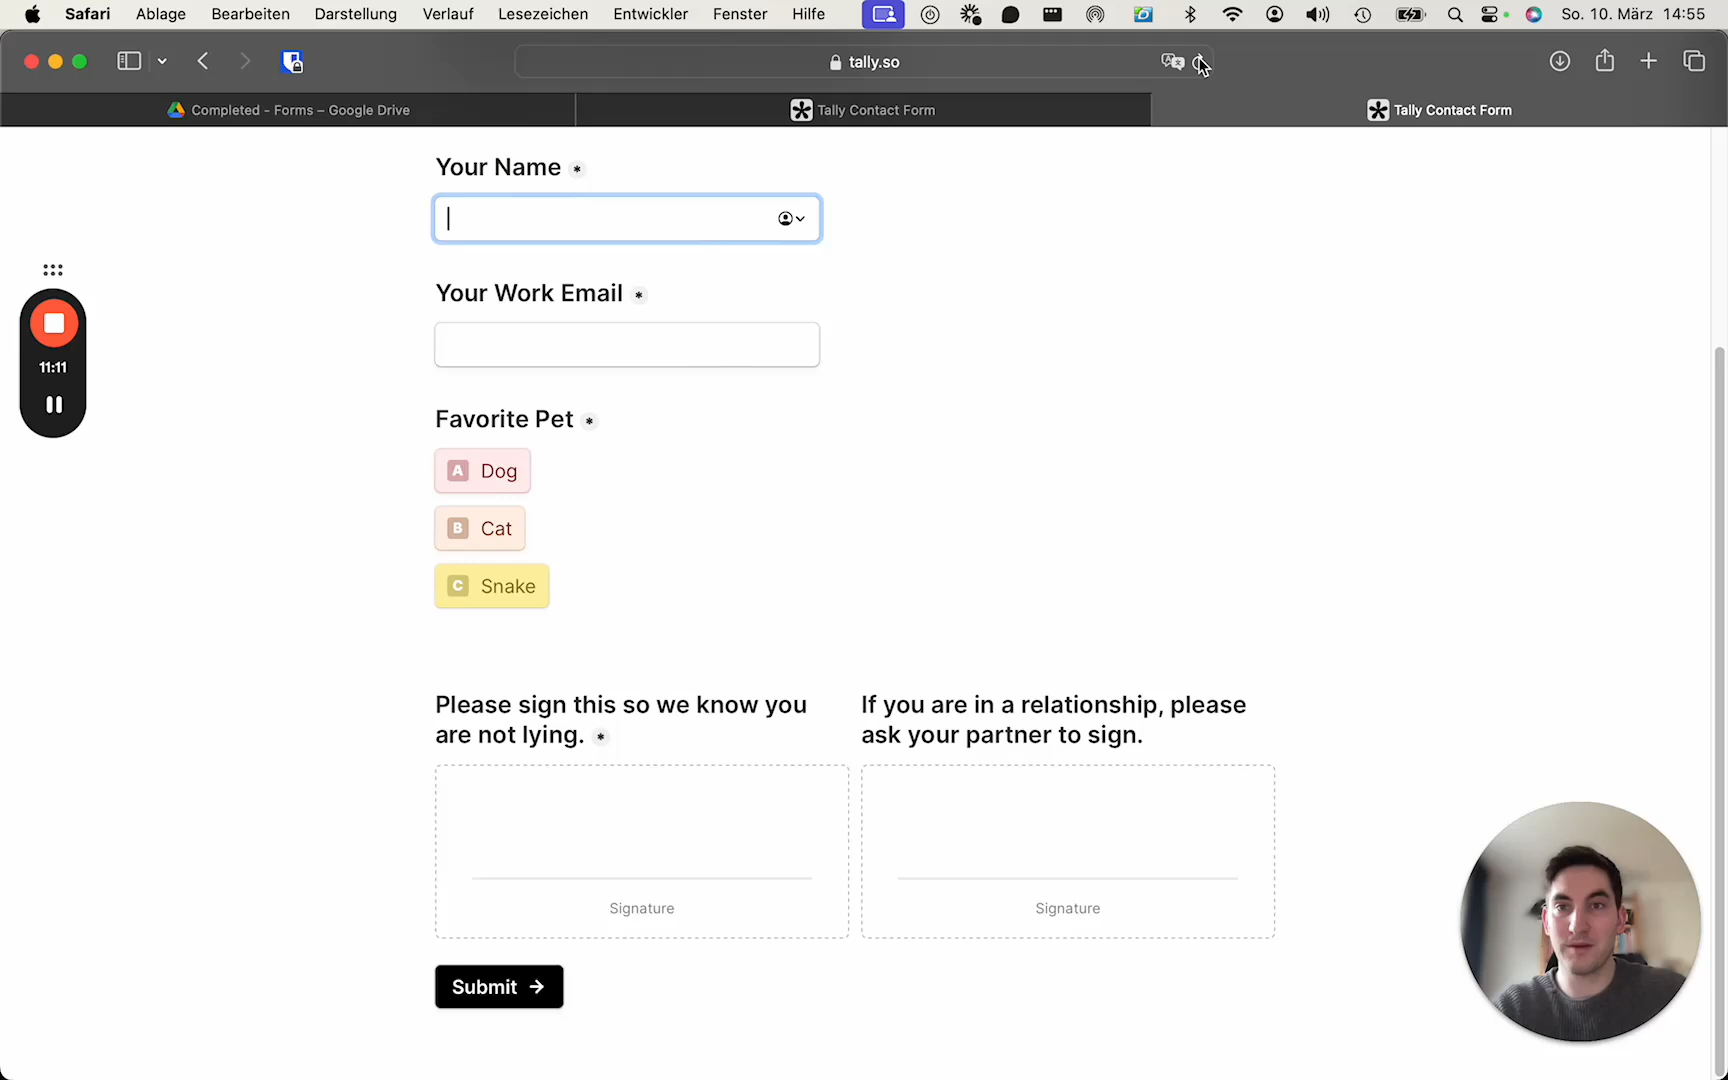 Safari Ablage Bearbeiten Darstellung Verlauf Lesezeichen Entwickler Fenster Hilfe So. 10. März 14:55
tally.so
Completed - Forms – Google Drive
Tally Contact Form
Tally Contact Form
Your Name *
11:11
Your Work Email *
Favorite Pet *
A Dog
B Cat
C Snake
Please sign this so we know you
are not lying. *
If you are in a relationship, please
ask your partner to sign.
Signature
Signature
Submit →